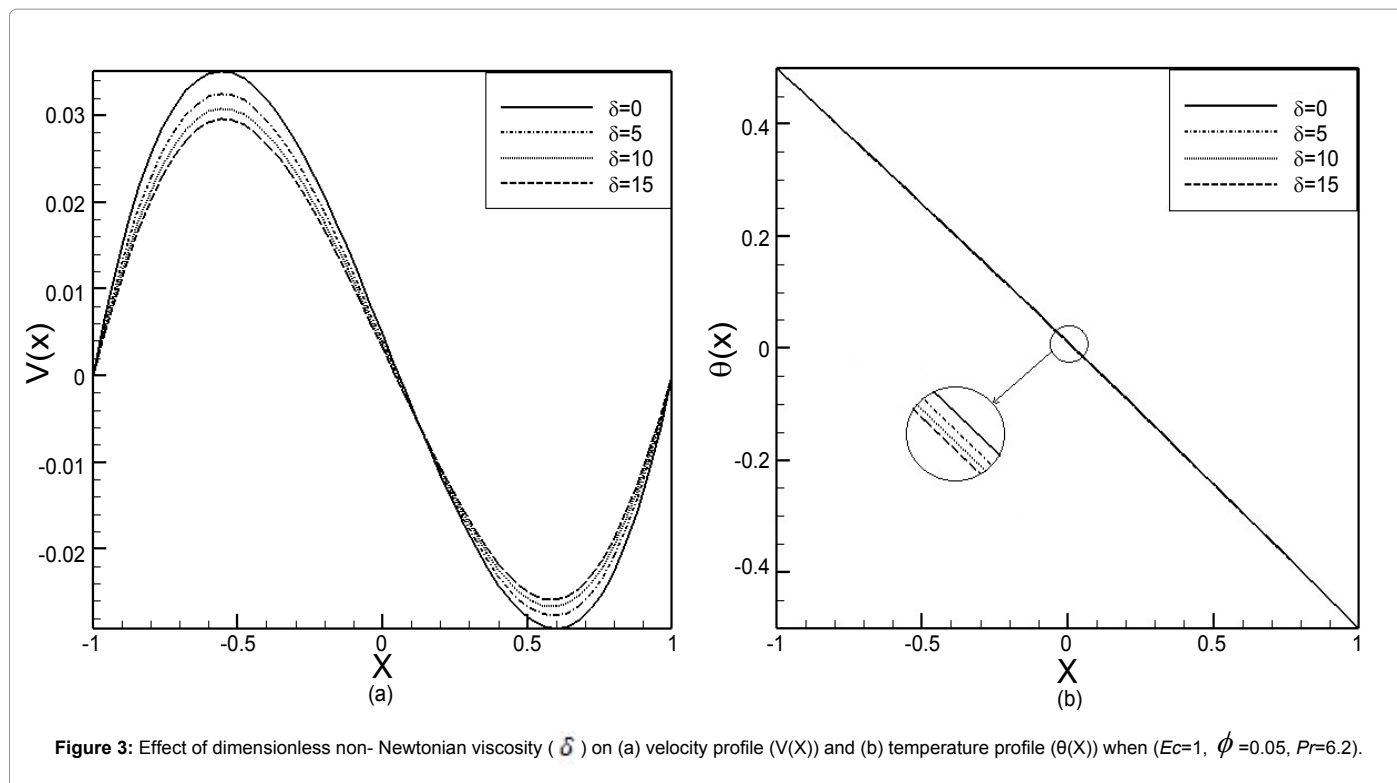 V(x)
0.03
0.02
0.01
0
-0.01
-0.02
-1
-0.5
0
0.5
1
X
(a)
δ=0
δ=5
δ=10
δ=15
θ(x)
0.4
0.2
0
-0.2
-0.4
-1
-0.5
0
0.5
1
X
(b)
δ=0
δ=5
δ=10
δ=15
Figure 3: Effect of dimensionless non- Newtonian viscosity ( δ ) on (a) velocity profile (V(X)) and (b) temperature profile (θ(X)) when (Ec=1, ϕ =0.05, Pr=6.2).